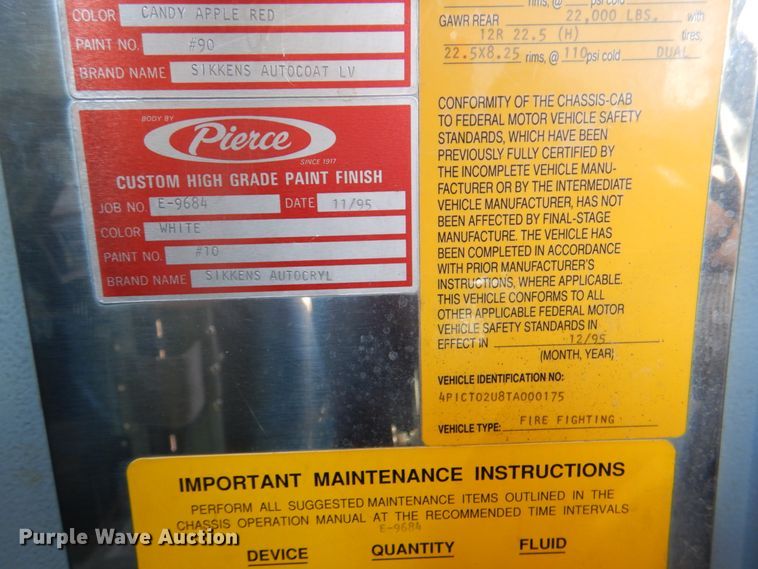 COLOR CANDY APPLE RED
PAINT NO. #90
BRAND NAME SIKKENS AUTOCOAT LV
BODY BY
Pierce
SINCE 1917
CUSTOM HIGH GRADE PAINT FINISH
JOB NO. E-9684 DATE 11/95
COLOR WHITE
PAINT NO. #10
BRAND NAME SIKKENS AUTOCRYL
rims, @ psi cold
GAWR REAR 22,000 LBS. with
12R 22.5 (H) tires,
22.5X8.25 rims, @ 110 psi cold DUAL
CONFORMITY OF THE CHASSIS-CAB
TO FEDERAL MOTOR VEHICLE SAFETY
STANDARDS, WHICH HAVE BEEN
PREVIOUSLY FULLY CERTIFIED BY
THE INCOMPLETE VEHICLE MANU-
FACTURER OR BY THE INTERMEDIATE
VEHICLE MANUFACTURER, HAS NOT
BEEN AFFECTED BY FINAL-STAGE
MANUFACTURE. THE VEHICLE HAS
BEEN COMPLETED IN ACCORDANCE
WITH PRIOR MANUFACTURER'S
INSTRUCTIONS, WHERE APPLICABLE.
THIS VEHICLE CONFORMS TO ALL
OTHER APPLICABLE FEDERAL MOTOR
VEHICLE SAFETY STANDARDS IN
EFFECT IN 12/95
(MONTH, YEAR)
VEHICLE IDENTIFICATION NO:
4P1CT02U8TA000175
VEHICLE TYPE: FIRE FIGHTING
IMPORTANT MAINTENANCE INSTRUCTIONS
PERFORM ALL SUGGESTED MAINTENANCE ITEMS OUTLINED IN THE
CHASSIS OPERATION MANUAL AT THE RECOMMENDED TIME INTERVALS
E-9684
DEVICE QUANTITY FLUID
Purple Wave Auction